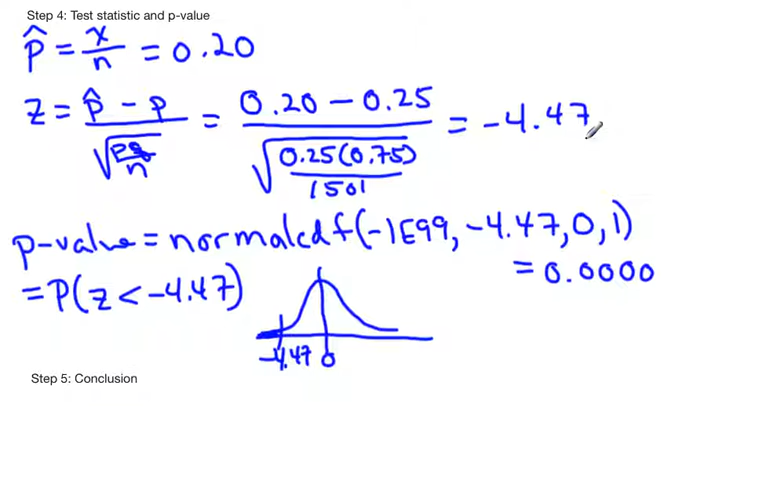 Step 4: Test statistic and p-value
p̂ = x/n = 0.20
z = (p̂ - p)/√(pq/n) = (0.20 - 0.25)/√(0.25(0.75)/1501) = -4.47
p-value = normalcdf(-1E99, -4.47, 0, 1)
= 0.0000
= P(z < -4.47)
-4.47 0
Step 5: Conclusion